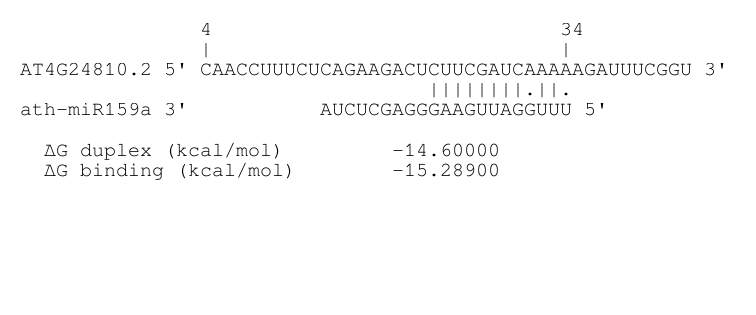 4 34
| |
AT4G24810.2 5' CAACCUUUCUCAGAAGACUCUUCGAUCAAAAAGAUUUCGGU 3'
||||||||.||.
ath-miR159a 3' AUCUCGAGGGAAGUUAGGUUU 5'
ΔG duplex (kcal/mol) -14.60000
ΔG binding (kcal/mol) -15.28900